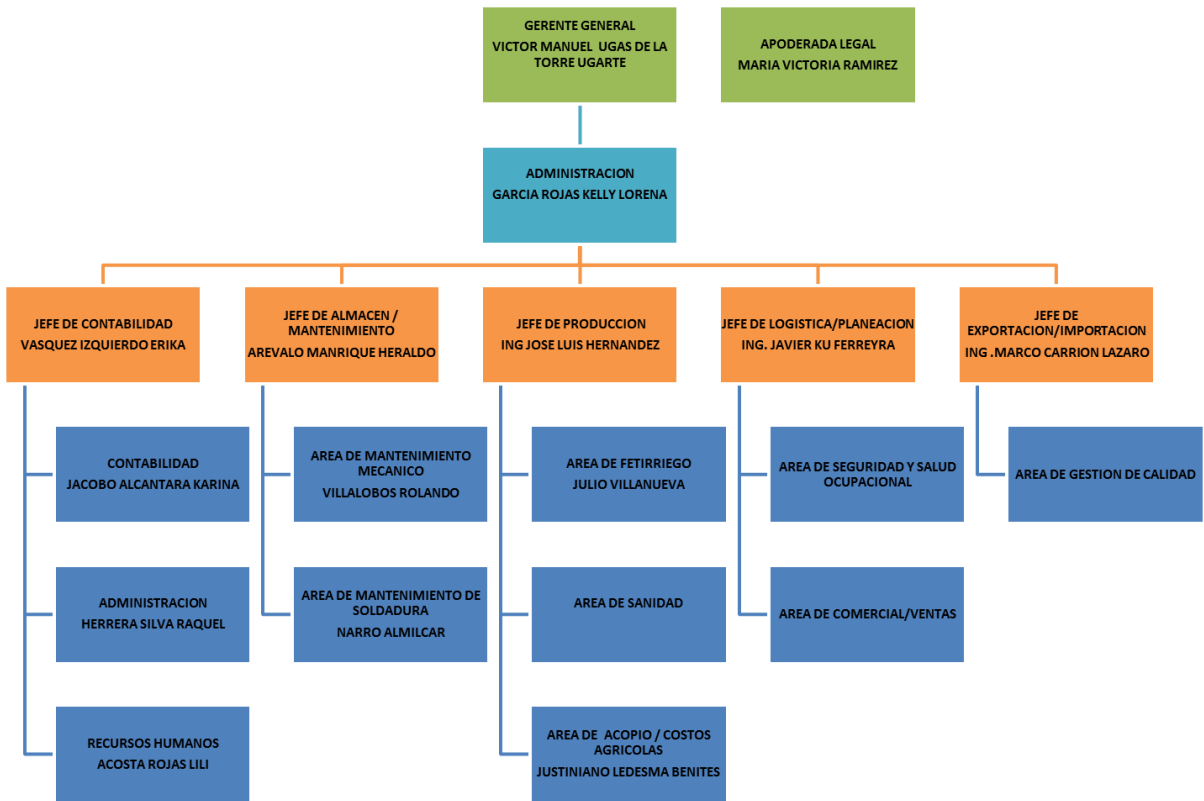 GERENTE GENERAL
VICTOR MANUEL UGAS DE LA
TORRE UGARTE
APODERADA LEGAL
MARIA VICTORIA RAMIREZ
ADMINISTRACION
GARCIA ROJAS KELLY LORENA
JEFE DE CONTABILIDAD
VASQUEZ IZQUIERDO ERIKA
JEFE DE ALMACEN /
MANTENIMIENTO
AREVALO MANRIQUE HERALDO
JEFE DE PRODUCCION
ING JOSE LUIS HERNANDEZ
JEFE DE LOGISTICA/PLANEACION
ING. JAVIER KU FERREYRA
JEFE DE
EXPORTACION/IMPORTACION
ING .MARCO CARRION LAZARO
CONTABILIDAD
JACOBO ALCANTARA KARINA
AREA DE MANTENIMIENTO
MECANICO
VILLALOBOS ROLANDO
AREA DE FETIRRIEGO
JULIO VILLANUEVA
AREA DE SEGURIDAD Y SALUD
OCUPACIONAL
AREA DE GESTION DE CALIDAD
ADMINISTRACION
HERRERA SILVA RAQUEL
AREA DE MANTENIMIENTO DE
SOLDADURA
NARRO ALMILCAR
AREA DE SANIDAD
AREA DE COMERCIAL/VENTAS
RECURSOS HUMANOS
ACOSTA ROJAS LILI
AREA DE ACOPIO / COSTOS
AGRICOLAS
JUSTINIANO LEDESMA BENITES